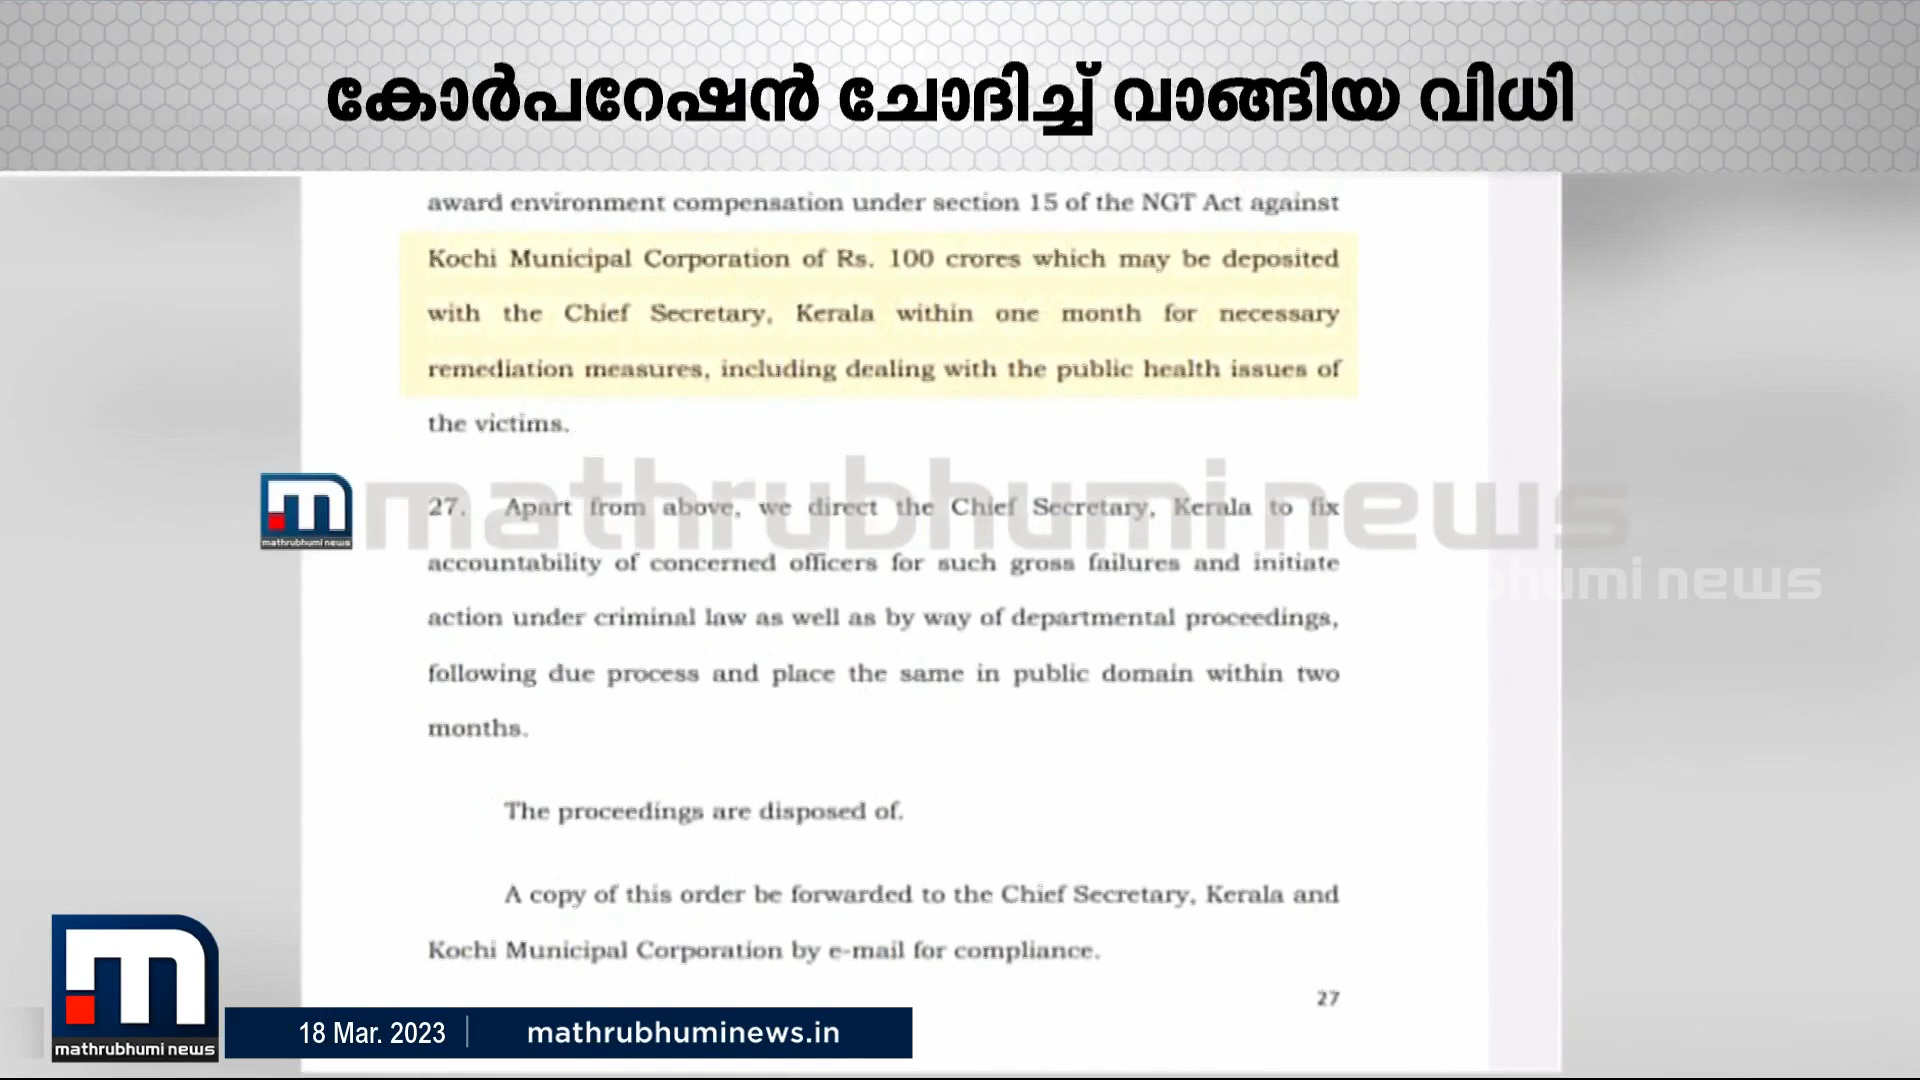 കോർപറേഷൻ ചോദിച്ച് വാങ്ങിയ വിധി
award environment compensation under section 15 of the NGT Act against
Kochi Municipal Corporation of Rs. 100 crores which may be deposited
with the Chief Secretary, Kerala within one month for necessary
remediation measures, including dealing with the public health issues of
the victims.
mathrubhumi news
mathrubhumi news
27. Apart from above, we direct the Chief Secretary, Kerala to fix
accountability of concerned officers for such gross failures and initiate
bhumi news
action under criminal law as well as by way of departmental proceedings,
following due process and place the same in public domain within two
months.
The proceedings are disposed of.
A copy of this order be forwarded to the Chief Secretary, Kerala and
Kochi Municipal Corporation by e-mail for compliance.
27
mathrubhumi news
18 Mar. 2023
mathrubhuminews.in